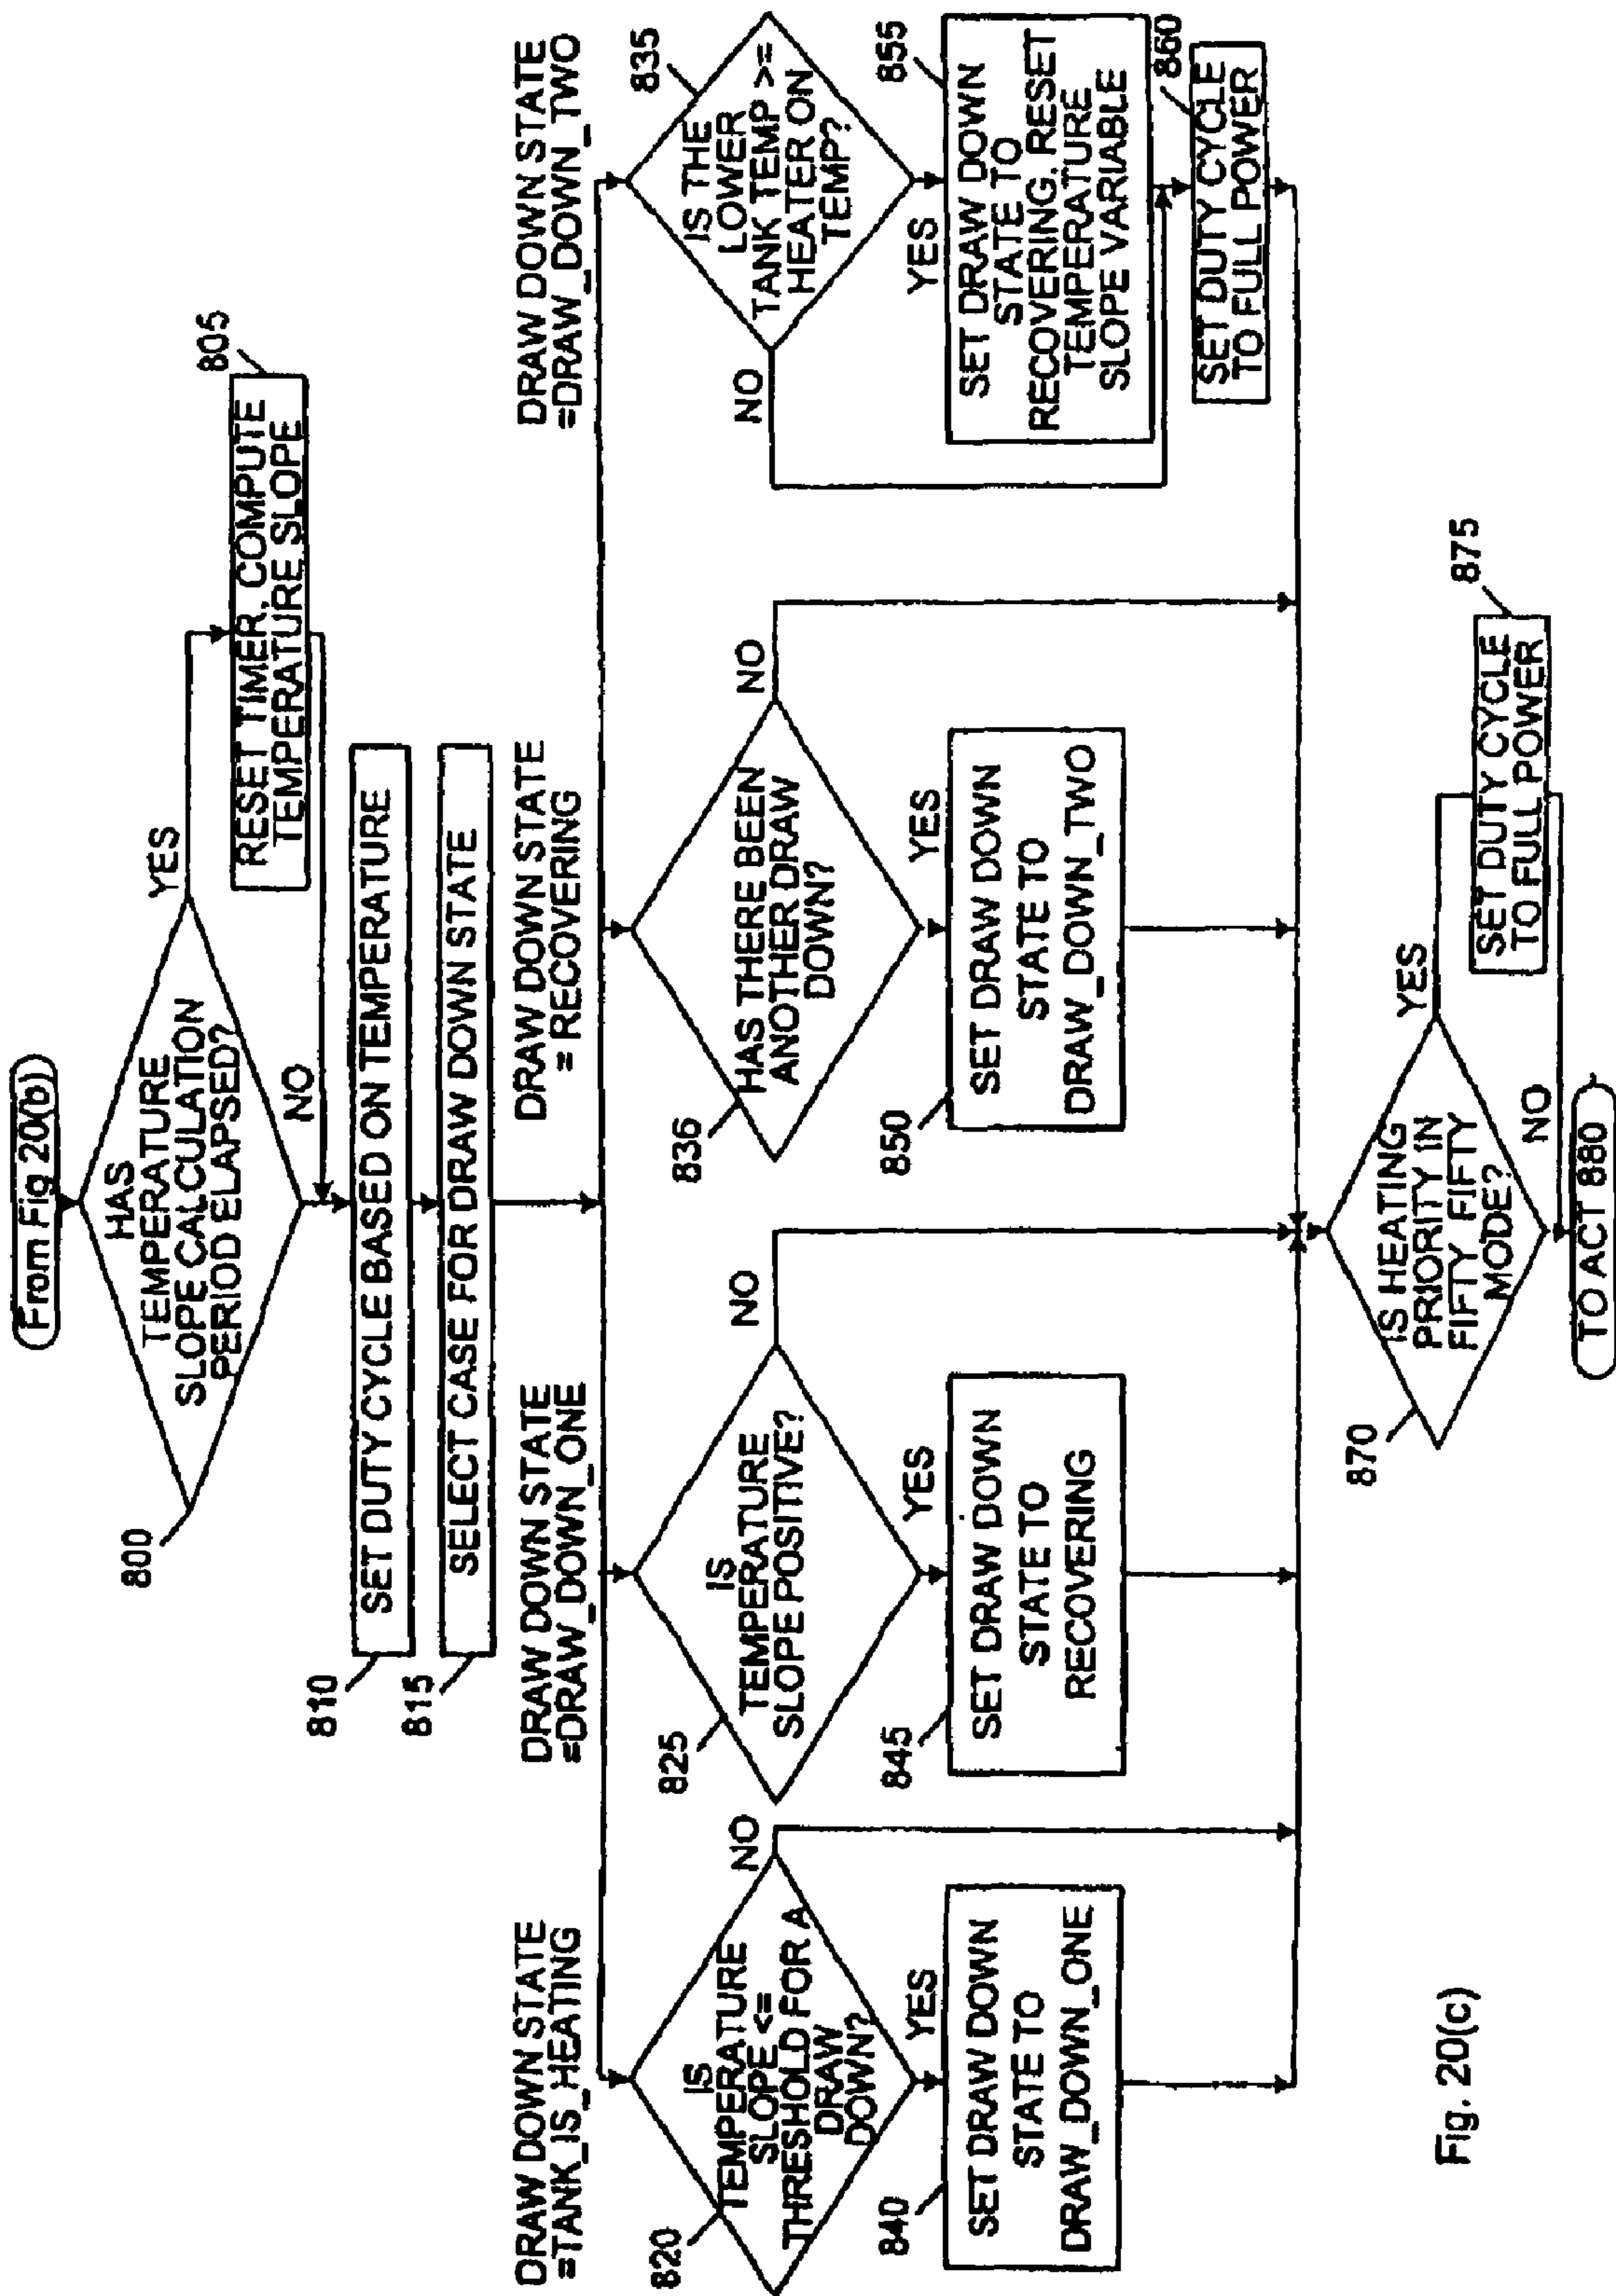 From Fig 20(b)
HAS
TEMPERATURE
SLOPE CALCULATION
PERIOD ELAPSED?
800
YES
NO
805
RESET TIMER, COMPUTE
TEMPERATURE SLOPE
810
SET DUTY CYCLE BASED ON TEMPERATURE
815
SELECT CASE FOR DRAW DOWN STATE
DRAW DOWN STATE
=TANK_IS_HEATING
DRAW DOWN STATE
=DRAW_DOWN_ONE
DRAW DOWN STATE
= RECOVERING
DRAW DOWN STATE
=DRAW_DOWN_TWO
820
IS
TEMPERATURE
SLOPE <=
THRESHOLD FOR A
DRAW
DOWN?
NO
YES
825
IS
TEMPERATURE
SLOPE POSITIVE?
NO
YES
836
HAS THERE BEEN
ANOTHER DRAW
DOWN?
NO
YES
835
IS THE
LOWER
TANK TEMP >=
HEATER ON
TEMP?
NO
YES
840
SET DRAW DOWN
STATE TO
DRAW_DOWN_ONE
845
SET DRAW DOWN
STATE TO
RECOVERING
850
SET DRAW DOWN
STATE TO
DRAW_DOWN_TWO
855
SET DRAW DOWN
STATE TO
RECOVERING, RESET
TEMPERATURE
SLOPE VARIABLE
860
SET DUTY CYCLE
TO FULL POWER
870
IS HEATING
PRIORITY IN
FIFTY FIFTY
MODE?
YES
NO
875
SET DUTY CYCLE
TO FULL POWER
TO ACT 880
Fig. 20(c)